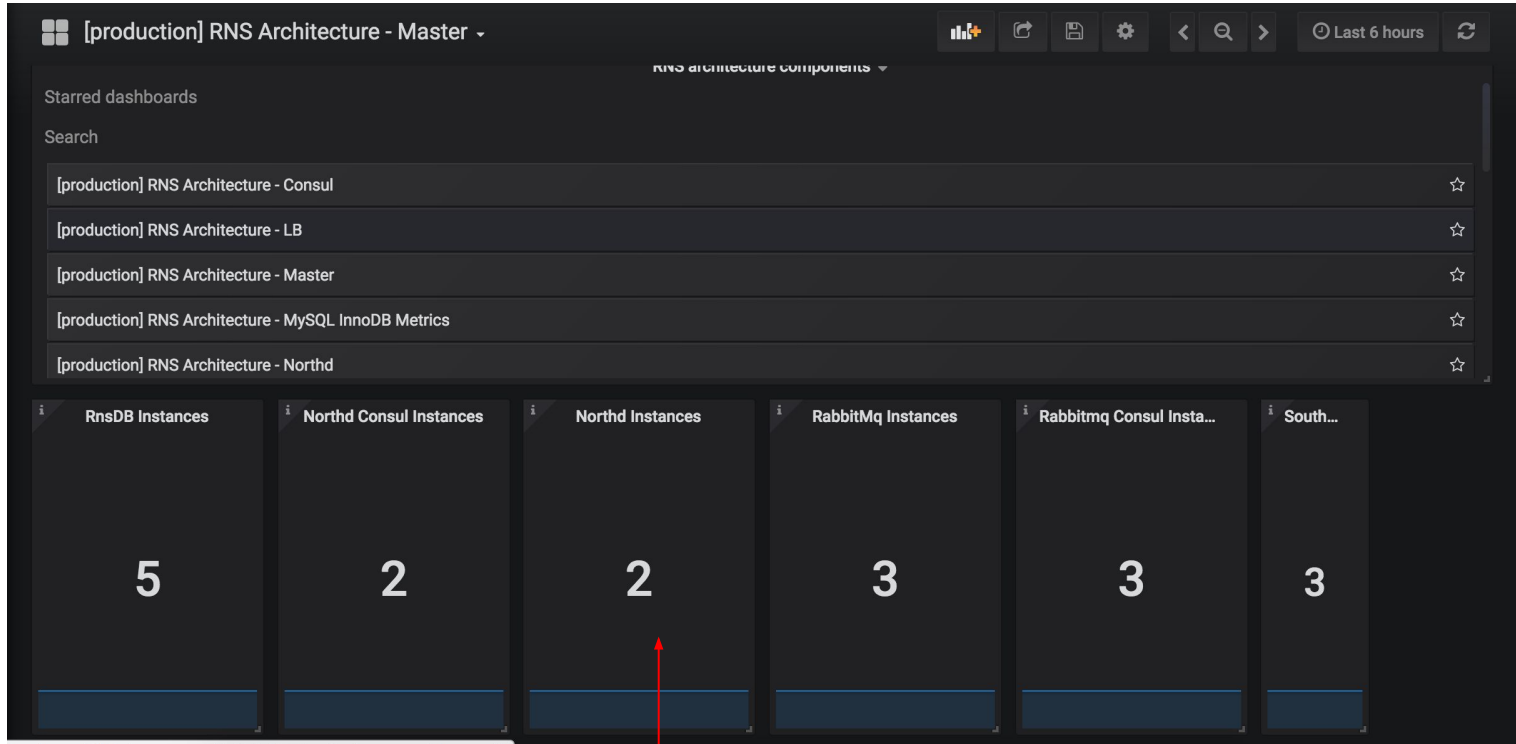 [production] RNS Architecture - Master
Last 6 hours
RNS architecture components
Starred dashboards
Search
[production] RNS Architecture - Consul
[production] RNS Architecture - LB
[production] RNS Architecture - Master
[production] RNS Architecture - MySQL InnoDB Metrics
[production] RNS Architecture - Northd
i RnsDB Instances
5
i Northd Consul Instances
2
i Northd Instances
2
i RabbitMq Instances
3
i Rabbitmq Consul Insta...
3
i South...
3